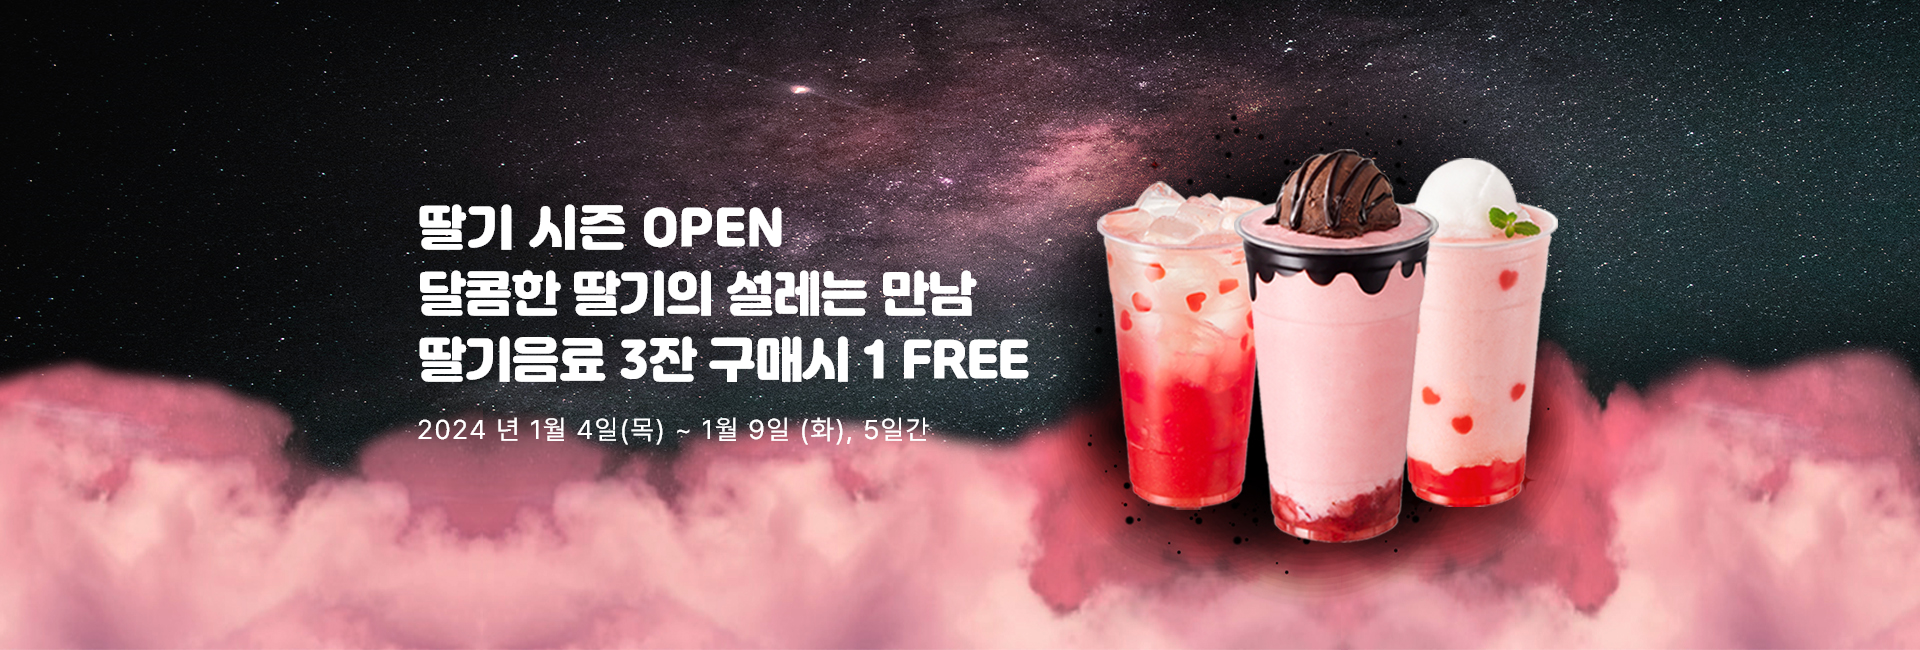 딸기 시즌 OPEN
달콤한 딸기의 설레는 만남
딸기음료 3잔 구매시 1 FREE
2024 년 1월 4일(목) ~ 1월 9일 (화), 5일간